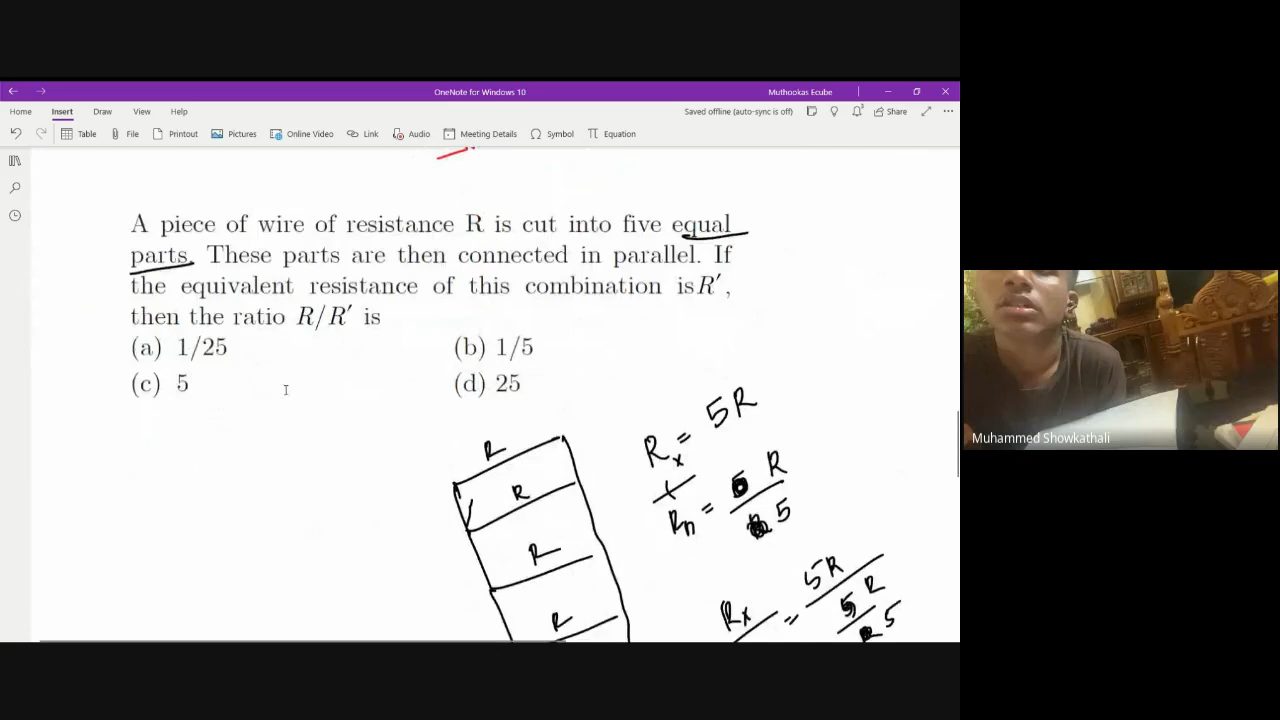 OneNote for Windows 10
Muthookas Ecube
Home Insert Draw View Help
Saved offline (auto-sync is off)
Share
Table File Printout Pictures Online Video Link Audio Meeting Details Symbol Equation
A piece of wire of resistance R is cut into five equal
parts. These parts are then connected in parallel. If
the equivalent resistance of this combination isR′,
then the ratio R/R′ is
(a) 1/25 (b) 1/5
(c) 5 (d) 25
Rx = 5R
Rn = R
5
R
R
R
R
Rx = 5R
R
5
Muhammed Showkathali